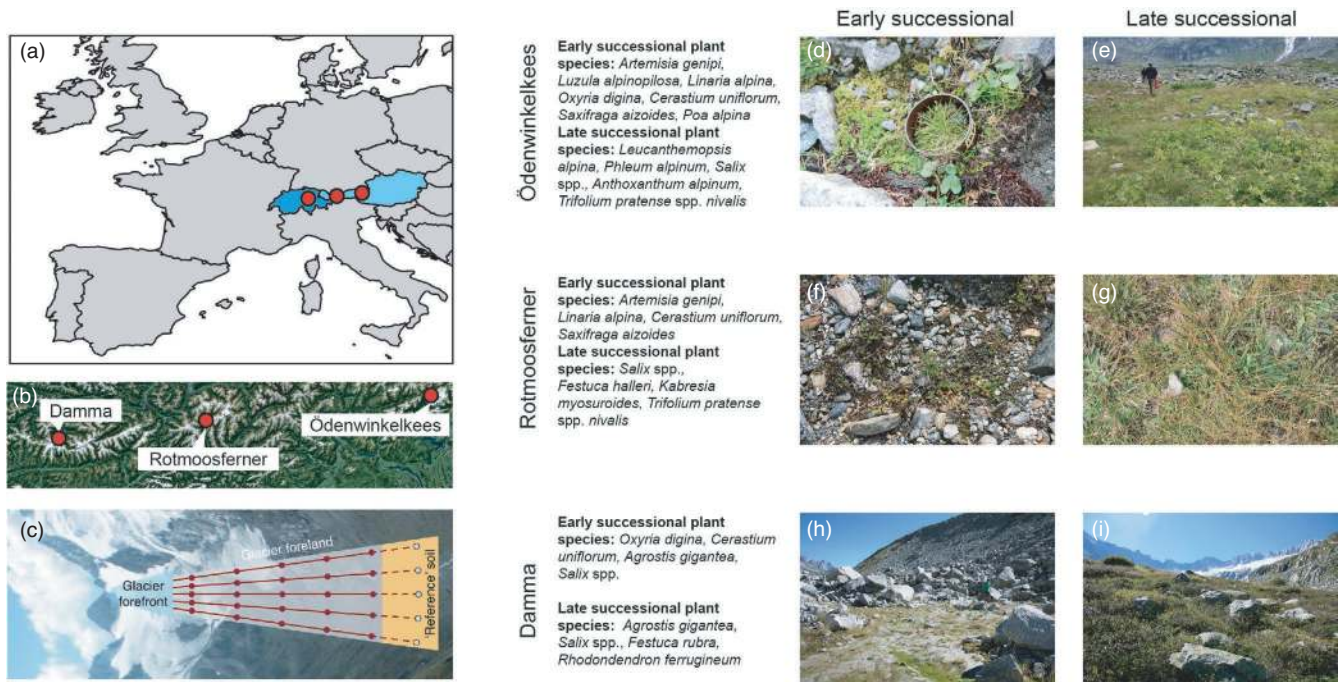 Early successional
Late successional
(a)
(b)
Damma
Rotmoosferner
Ödenwinkelkees
(c)
Glacier foreland
Glacier
forefront
'Reference' soil
Ödenwinkelkees
Early successional plant
species: Artemisia genipi,
Luzula alpinopilosa, Linaria alpina,
Oxyria digina, Cerastium uniflorum,
Saxifraga aizoides, Poa alpina
Late successional plant
species: Leucanthemopsis
alpina, Phleum alpinum, Salix
spp., Anthoxanthum alpinum,
Trifolium pratense spp. nivalis
(d)
(e)
Rotmoosferner
Early successional plant
species: Artemisia genipi,
Linaria alpina, Cerastium uniflorum,
Saxifraga aizoides
Late successional plant
species: Salix spp.,
Festuca halleri, Kabresia
myosuroides, Trifolium pratense
spp. nivalis
(f)
(g)
Damma
Early successional plant
species: Oxyria digina, Cerastium
uniflorum, Agrostis gigantea,
Salix spp.
Late successional plant
species: Agrostis gigantea,
Salix spp., Festuca rubra,
Rhodondendron ferrugineum
(h)
(i)